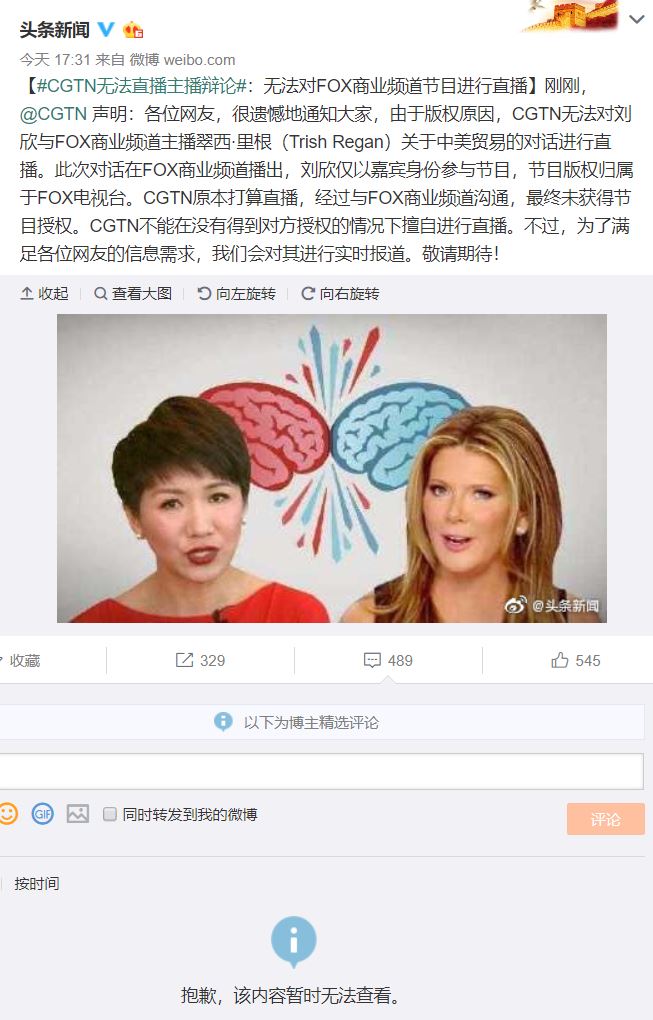 头条新闻
今天 17:31 来自 微博 weibo.com
【#CGTN无法直播主播辩论#：无法对FOX商业频道节目进行直播】刚刚，
@CGTN 声明：各位网友，很遗憾地通知大家，由于版权原因，CGTN无法对刘
欣与FOX商业频道主播翠西·里根（Trish Regan）关于中美贸易的对话进行直
播。此次对话在FOX商业频道播出，刘欣仅以嘉宾身份参与节目，节目版权归属
于FOX电视台。CGTN原本打算直播，经过与FOX商业频道沟通，最终未获得节
目授权。CGTN不能在没有得到对方授权的情况下擅自进行直播。不过，为了满
足各位网友的信息需求，我们会对其进行实时报道。敬请期待！
收起 查看大图 向左旋转 向右旋转
@头条新闻
收藏 329 489 545
以下为博主精选评论
GIF 同时转发到我的微博 评论
按时间
抱歉，该内容暂时无法查看。